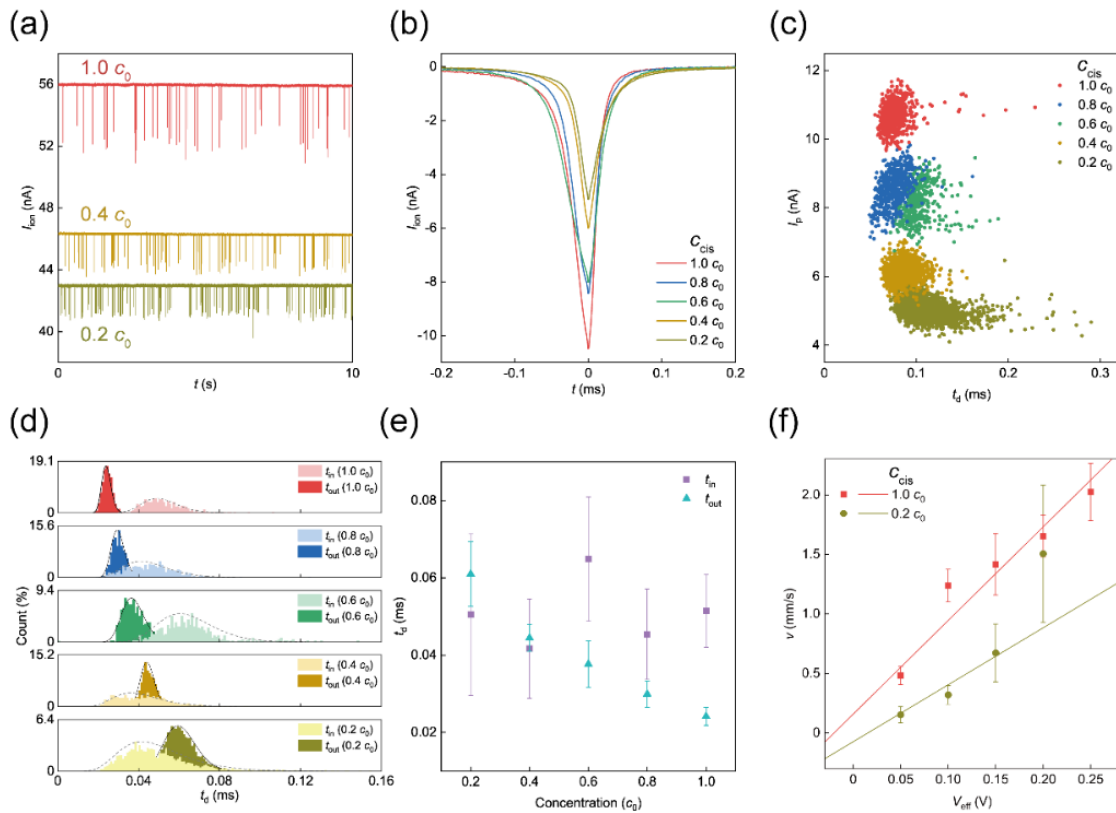 (a)
1.0 c0
0.4 c0
0.2 c0
56
52
48
44
40
Iion (nA)
0
10
t (s)
(b)
0
-2
-4
-6
-8
-10
Iion (nA)
Ccis
1.0 c0
0.8 c0
0.6 c0
0.4 c0
0.2 c0
-0.2
-0.1
0
0.1
0.2
t (ms)
(c)
12
10
8
6
4
Ip (nA)
Ccis
1.0 c0
0.8 c0
0.6 c0
0.4 c0
0.2 c0
0
0.1
0.2
0.3
td (ms)
(d)
19.1
0
tin (1.0 c0)
tout (1.0 c0)
15.6
0
tin (0.8 c0)
tout (0.8 c0)
9.4
0
tin (0.6 c0)
tout (0.6 c0)
15.2
0
tin (0.4 c0)
tout (0.4 c0)
6.4
0
tin (0.2 c0)
tout (0.2 c0)
Count (%)
0
0.04
0.08
0.12
0.16
td (ms)
(e)
tin
tout
0.08
0.06
0.04
0.02
td (ms)
0.2
0.4
0.6
0.8
1.0
Concentration (c0)
(f)
Ccis
1.0 c0
0.2 c0
2.0
1.5
1.0
0.5
0
v (mm/s)
0
0.05
0.10
0.15
0.20
0.25
Veff (V)